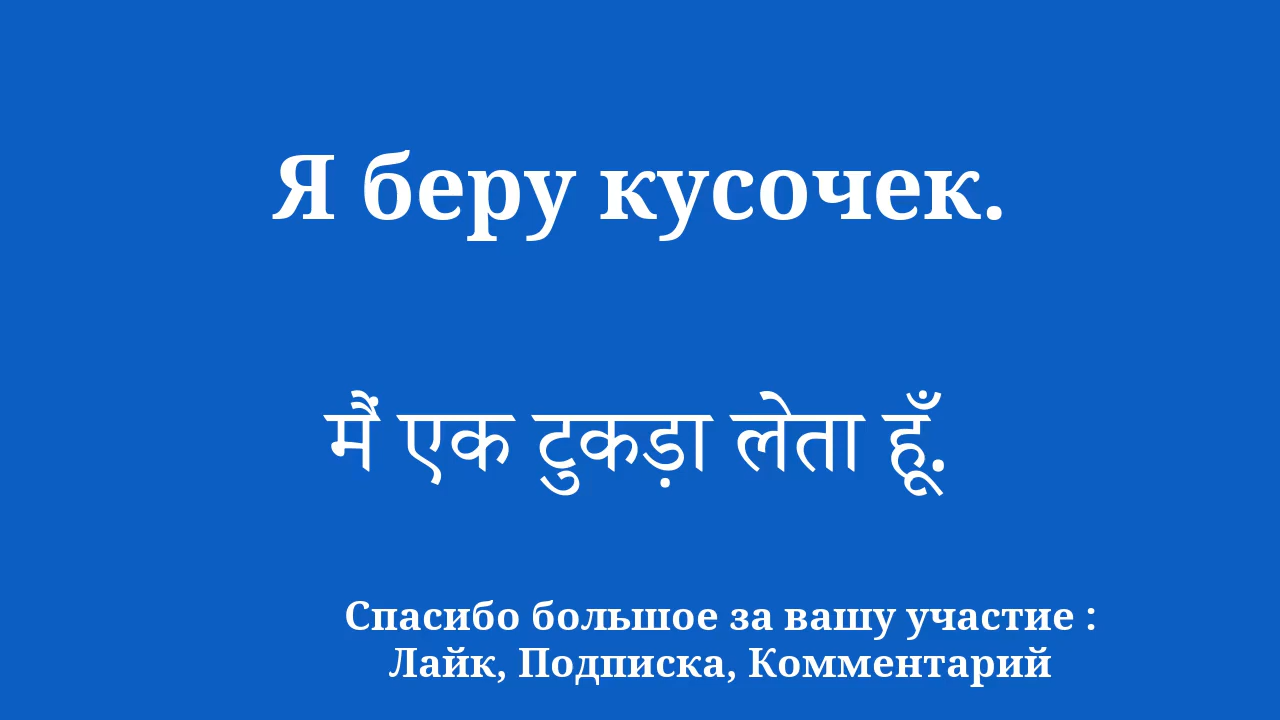 Я беру кусочек.
मैं एक टुकड़ा लेता हूँ.
Спасибо большое за вашу участие :
Лайк, Подписка, Комментарий